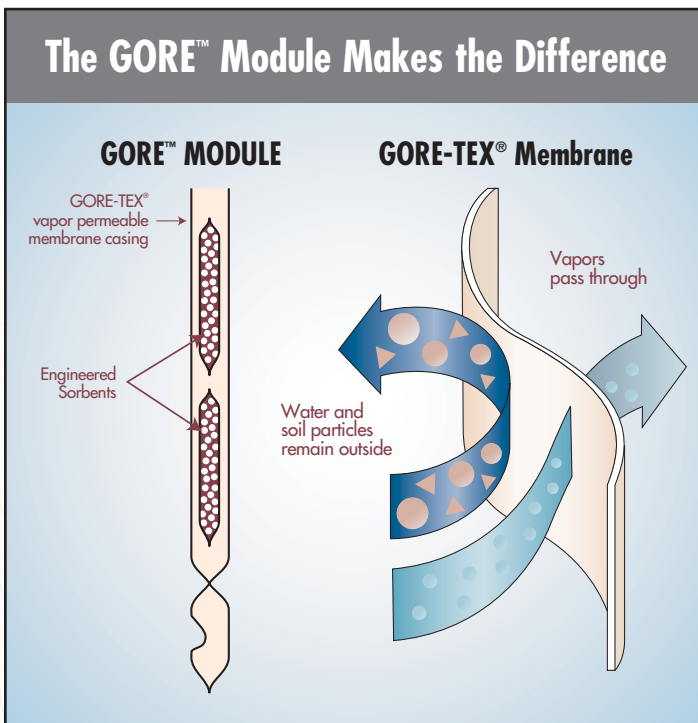 The GORE™ Module Makes the Difference
GORE™ MODULE
GORE-TEX®
vapor permeable
membrane casing
Engineered
Sorbents
GORE-TEX® Membrane
Vapors
pass through
Water and
soil particles
remain outside